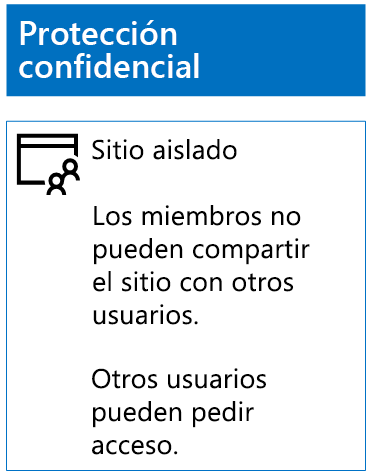 Protección
confidencial
Sitio aislado
Los miembros no
pueden compartir
el sitio con otros
usuarios.
Otros usuarios
pueden pedir
acceso.